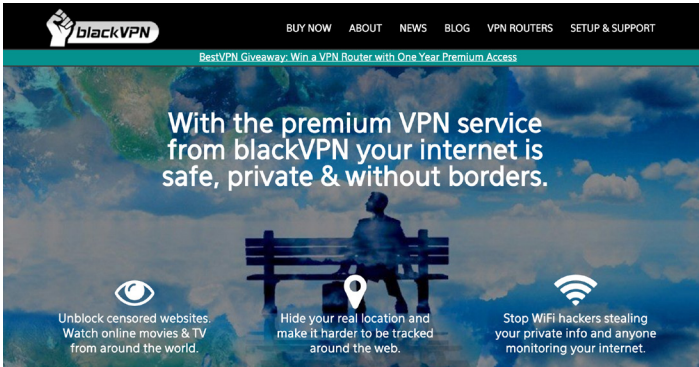 blackVPN
BUY NOW ABOUT NEWS BLOG VPN ROUTERS SETUP & SUPPORT
BestVPN Giveaway: Win a VPN Router with One Year Premium Access
With the premium VPN service
from blackVPN your internet is
safe, private & without borders.
Unblock censored websites.
Watch online movies & TV
from around the world.
Hide your real location and
make it harder to be tracked
around the web.
Stop WiFi hackers stealing
your private info and anyone
monitoring your internet.